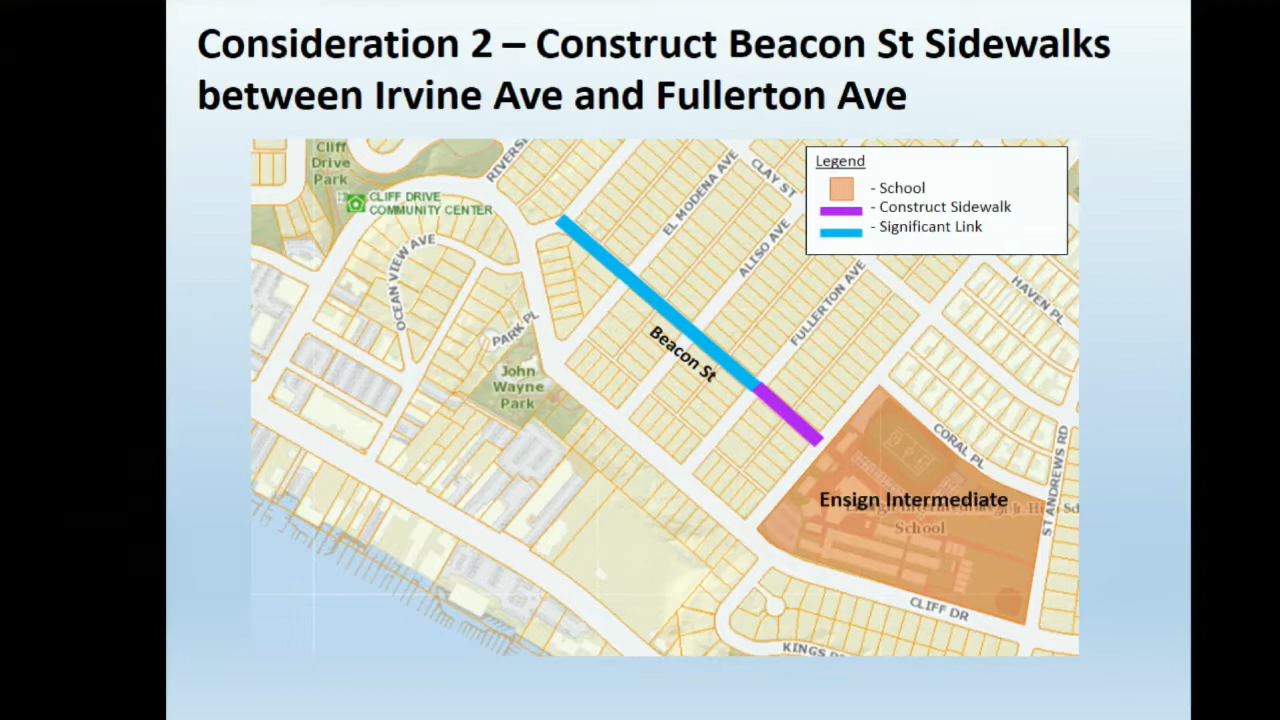 Consideration 2 – Construct Beacon St Sidewalks
between Irvine Ave and Fullerton Ave
Cliff
Drive
Park
CLIFF DRIVE
COMMUNITY CENTER
OCEAN VIEW AVE
PARK PL
John
Wayne
Park
EL MODENA AVE
CLAY ST
ALISO AVE
FULLERTON AVE
Beacon St
Legend
- School
- Construct Sidewalk
- Significant Link
HAVEN PL
CORAL PL
ST ANDREWS RD
Ensign Intermediate
School
CLIFF DR
KINGS